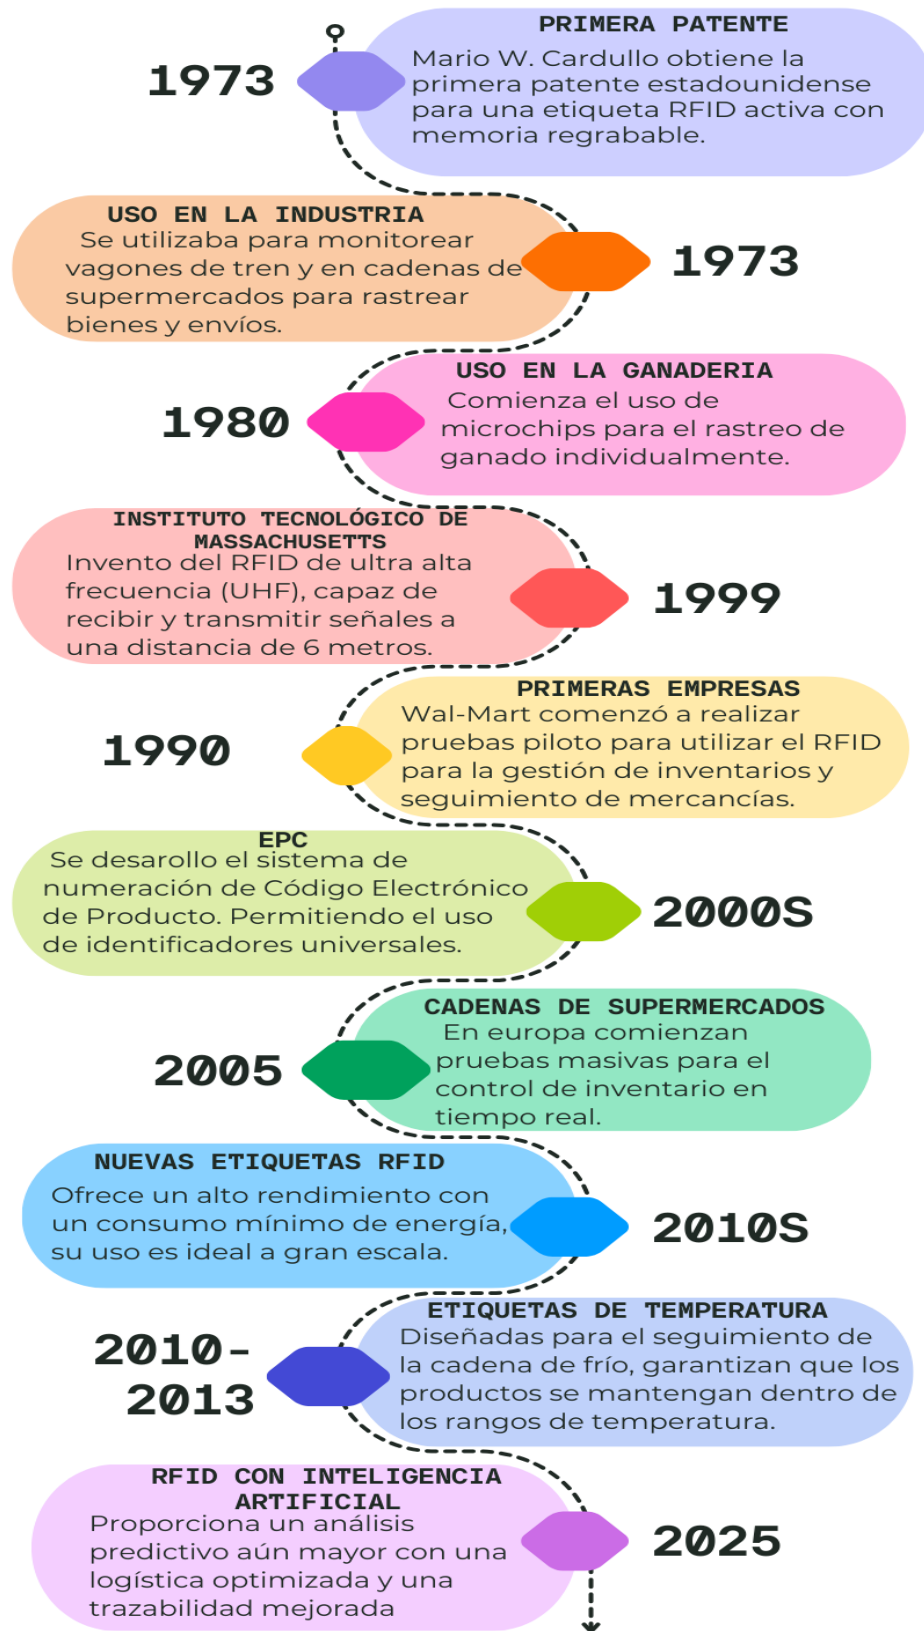 PRIMERA PATENTE
1973
Mario W. Cardullo obtiene la
primera patente estadounidense
para una etiqueta RFID activa con
memoria regrabable.
USO EN LA INDUSTRIA
Se utilizaba para monitorear
vagones de tren y en cadenas de
supermercados para rastrear
bienes y envíos.
1973
USO EN LA GANADERIA
1980
Comienza el uso de
microchips para el rastreo de
ganado individualmente.
INSTITUTO TECNOLÓGICO DE
MASSACHUSETTS
Invento del RFID de ultra alta
frecuencia (UHF), capaz de
recibir y transmitir señales a
una distancia de 6 metros.
1999
PRIMERAS EMPRESAS
1990
Wal-Mart comenzó a realizar
pruebas piloto para utilizar el RFID
para la gestión de inventarios y
seguimiento de mercancías.
EPC
Se desarollo el sistema de
numeración de Código Electrónico
de Producto. Permitiendo el uso
de identificadores universales.
2000S
CADENAS DE SUPERMERCADOS
2005
En europa comienzan
pruebas masivas para el
control de inventario en
tiempo real.
NUEVAS ETIQUETAS RFID
Ofrece un alto rendimiento con
un consumo mínimo de energía,
su uso es ideal a gran escala.
2010S
ETIQUETAS DE TEMPERATURA
2010-
2013
Diseñadas para el seguimiento de
la cadena de frío, garantizan que los
productos se mantengan dentro de
los rangos de temperatura.
RFID CON INTELIGENCIA
ARTIFICIAL
Proporciona un análisis
predictivo aún mayor con una
logística optimizada y una
trazabilidad mejorada
2025